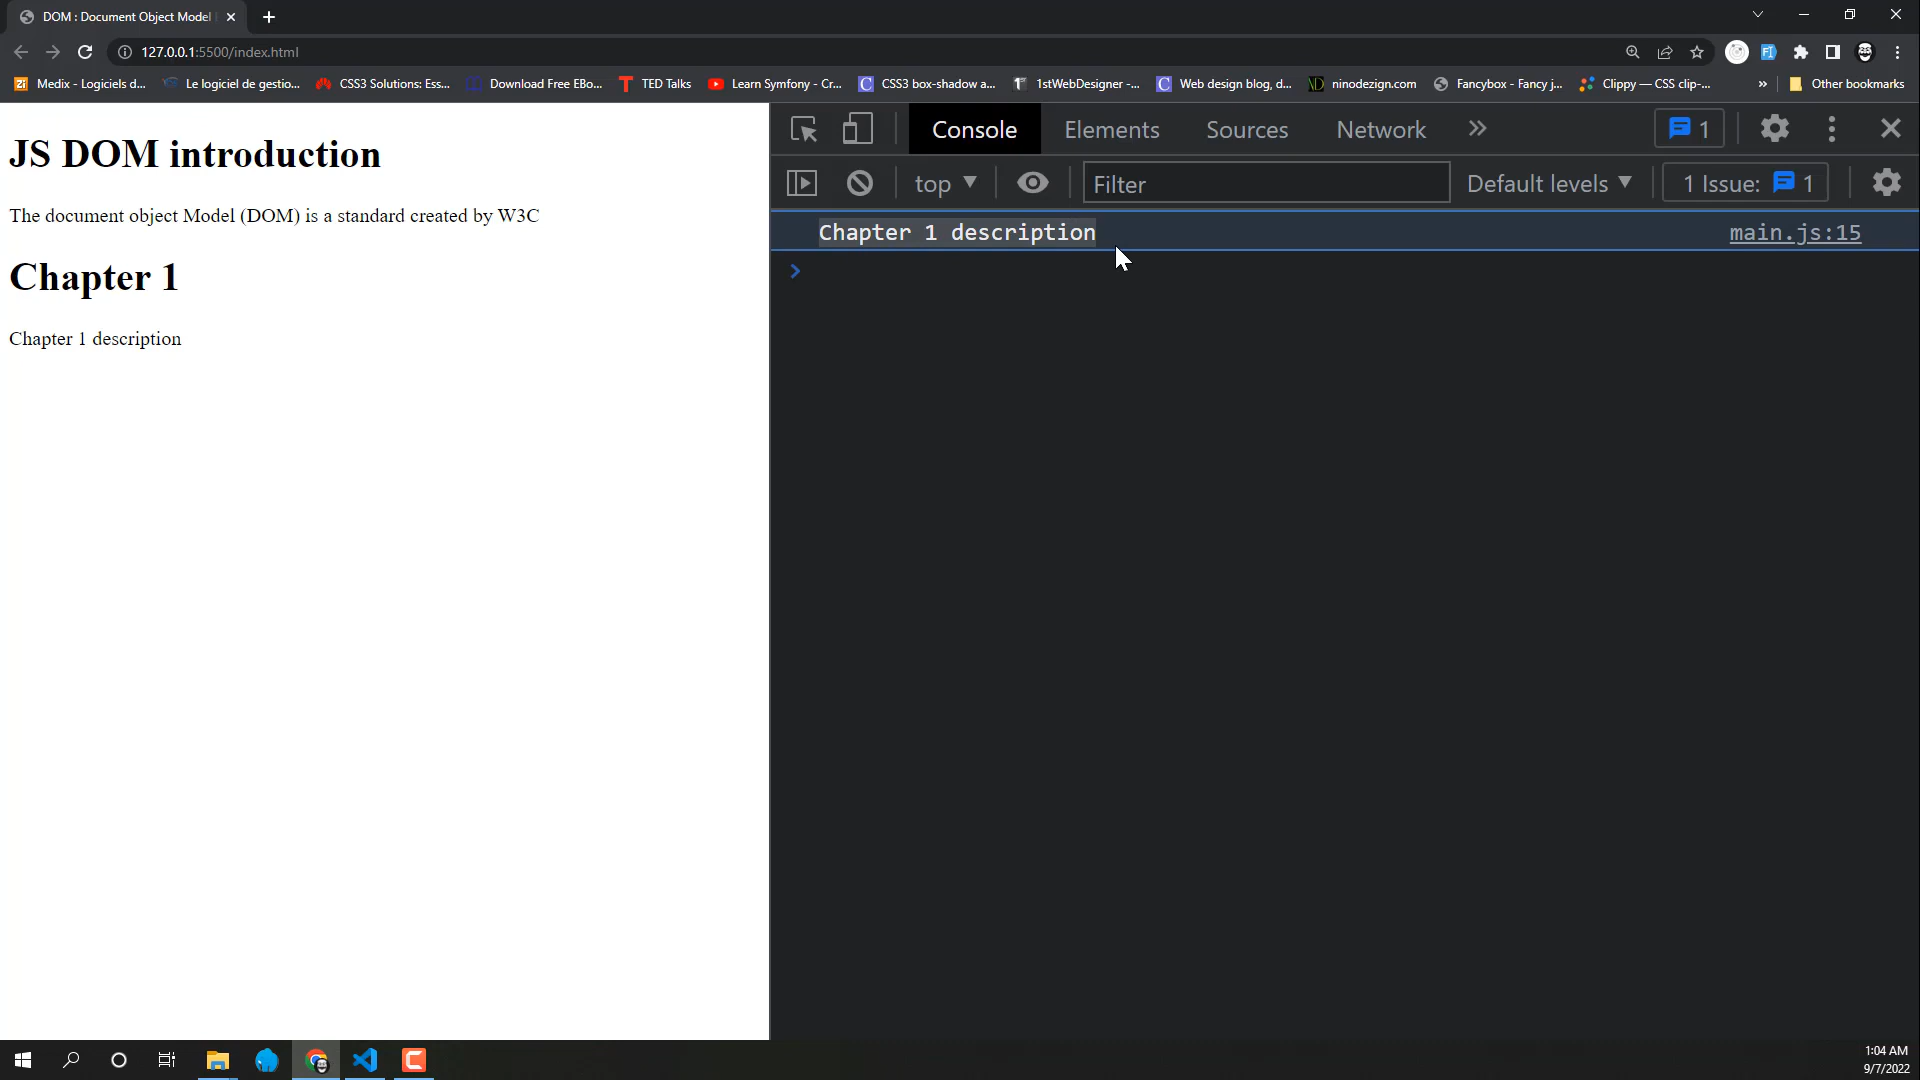 DOM : Document Object Model
127.0.0.1:5500/index.html
Medix - Logiciels d...
Le logiciel de gestio...
CSS3 Solutions: Ess...
Download Free EBo...
TED Talks
Learn Symfony - Cr...
CSS3 box-shadow a...
1stWebDesigner -...
Web design blog, d...
ninodezign.com
Fancybox - Fancy j...
Clippy — CSS clip-...
»
Other bookmarks
JS DOM introduction
The document object Model (DOM) is a standard created by W3C
Chapter 1
Chapter 1 description
Console Elements Sources Network 1
top Filter Default levels 1 Issue: 1
Chapter 1 description main.js:15
1:04 AM
9/7/2022